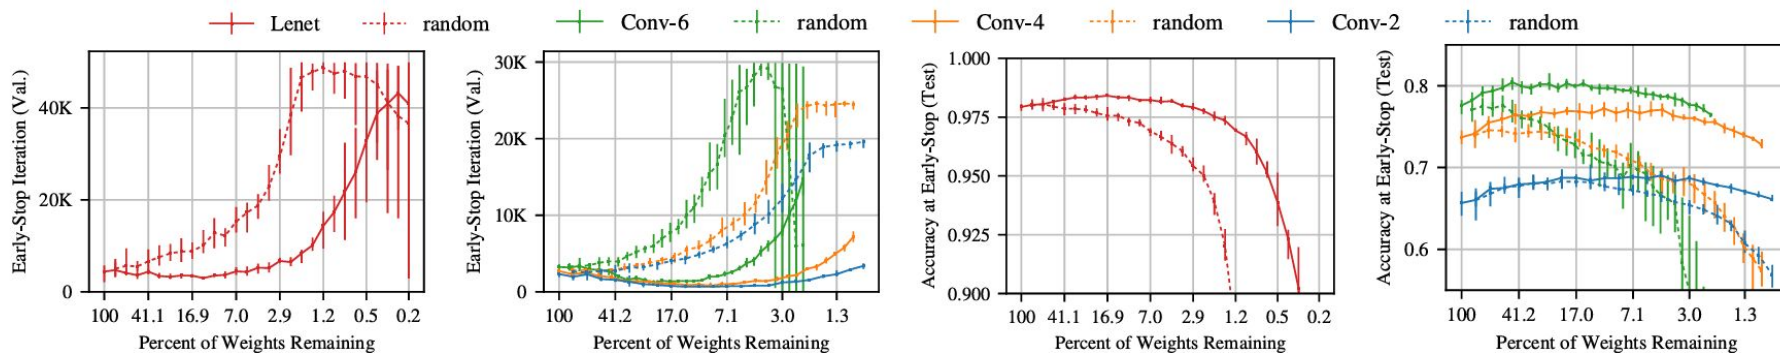 Lenet random Conv-6 random Conv-4 random Conv-2 random
Early-Stop Iteration (Val.)
40K
20K
0
100 41.1 16.9 7.0 2.9 1.2 0.5 0.2
Percent of Weights Remaining
Early-Stop Iteration (Val.)
30K
20K
10K
0
100 41.2 17.0 7.1 3.0 1.3
Percent of Weights Remaining
Accuracy at Early-Stop (Test)
1.000
0.975
0.950
0.925
0.900
100 41.1 16.9 7.0 2.9 1.2 0.5 0.2
Percent of Weights Remaining
Accuracy at Early-Stop (Test)
0.8
0.7
0.6
100 41.2 17.0 7.1 3.0 1.3
Percent of Weights Remaining